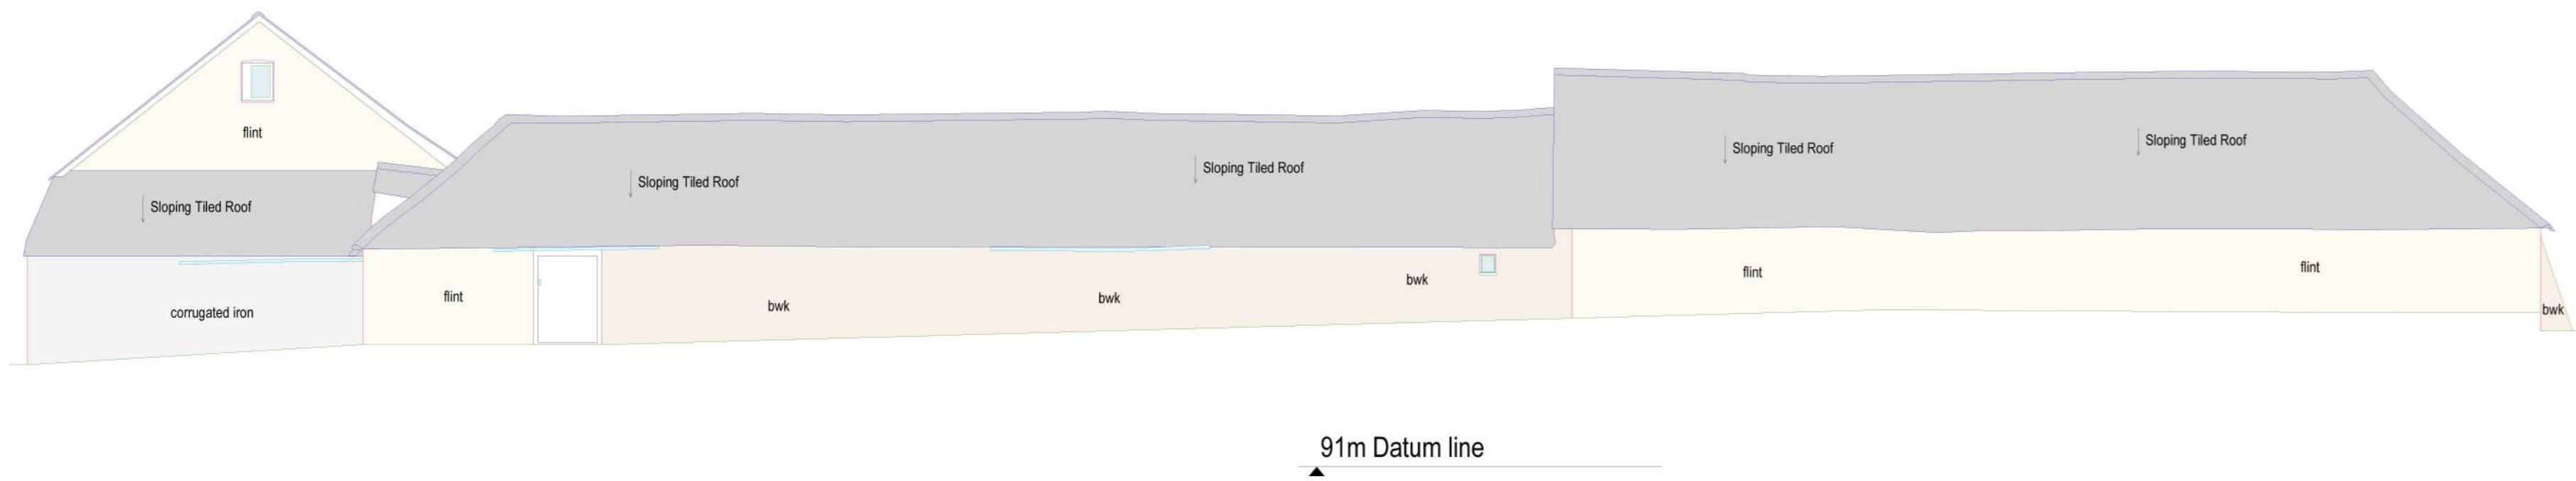 flint
Sloping Tiled Roof
Sloping Tiled Roof
Sloping Tiled Roof
Sloping Tiled Roof
Sloping Tiled Roof
corrugated iron
flint
bwk
bwk
bwk
flint
flint
bwk
91m Datum line